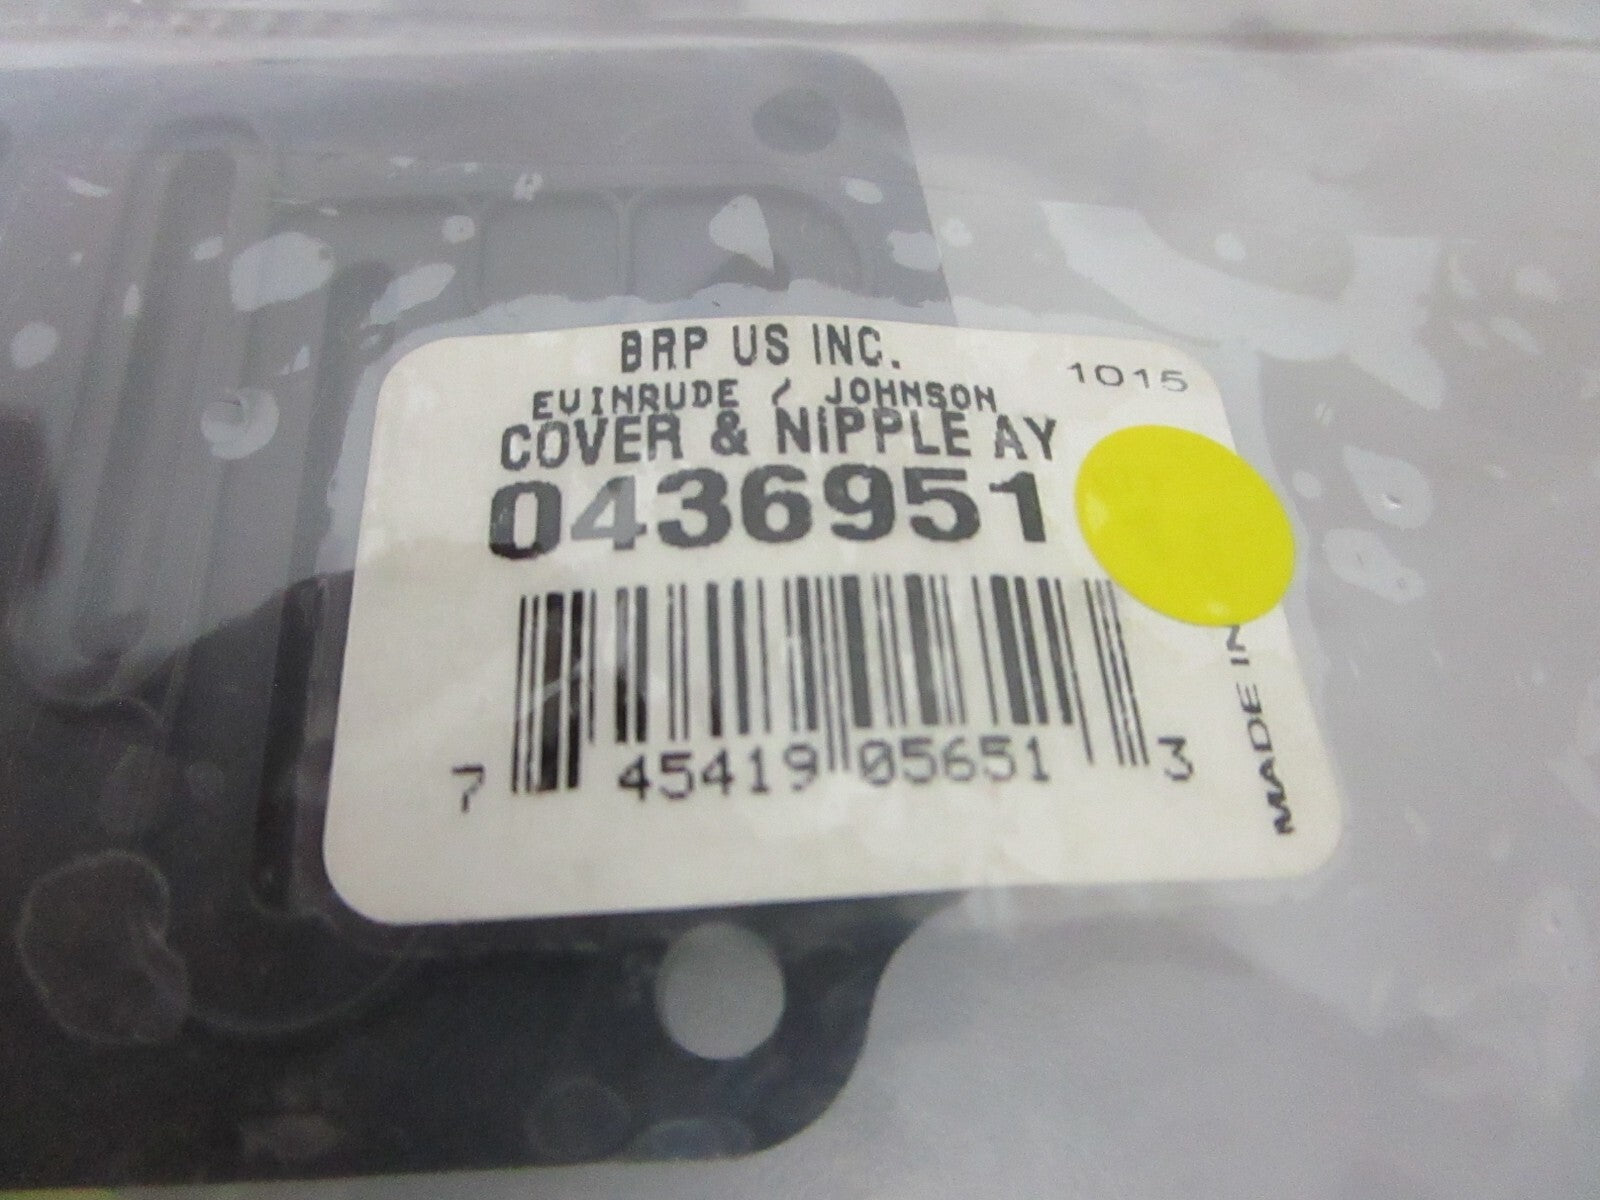 BRP US INC.
1015
EVINRUDE / JOHNSON
COVER & NIPPLE AY
0436951
7 45419 05651 3
MADE IN